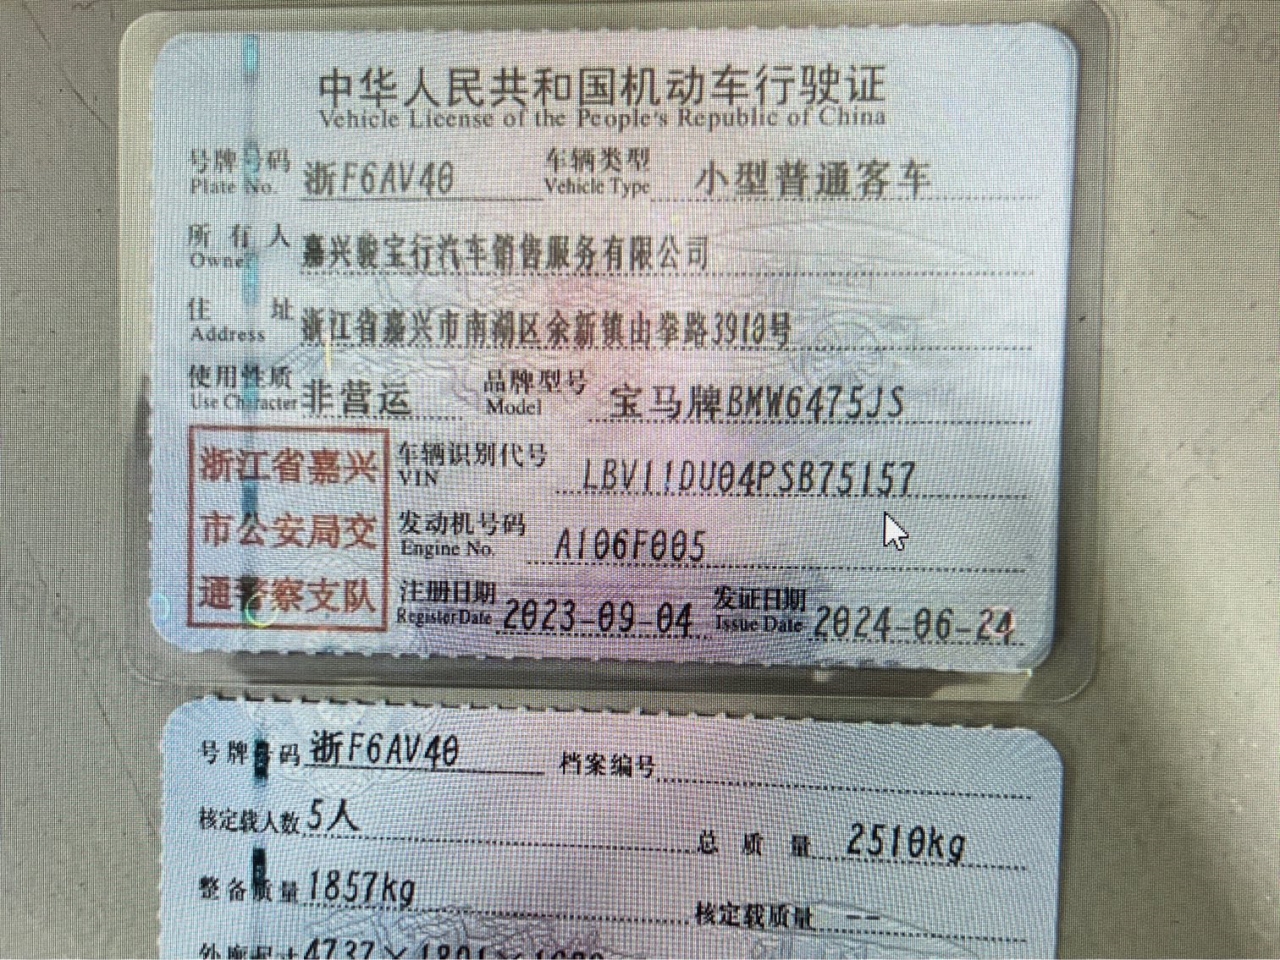 中华人民共和国机动车行驶证
Vehicle License of the People's Republic of China
号牌号码 浙F6AV40 车辆类型 小型普通客车
Plate No. Vehicle Type
所有人 嘉兴骏宝行汽车销售服务有限公司
Owner
住址 浙江省嘉兴市南湖区余新镇由拳路3910号
Address
使用性质 非营运 品牌型号 宝马牌BMW6475JS
Use Character Model
浙江省嘉兴
市公安局交
通警察支队
车辆识别代号 LBV11DU04PSB75157
VIN
发动机号码 A106F005
Engine No.
注册日期 2023-09-04 发证日期 2024-06-24
Register Date Issue Date
号牌号码 浙F6AV40 档案编号
核定载人数 5人 总质量 2510kg
整备质量 1857kg 核定载质量 --
外廓尺寸 4737×